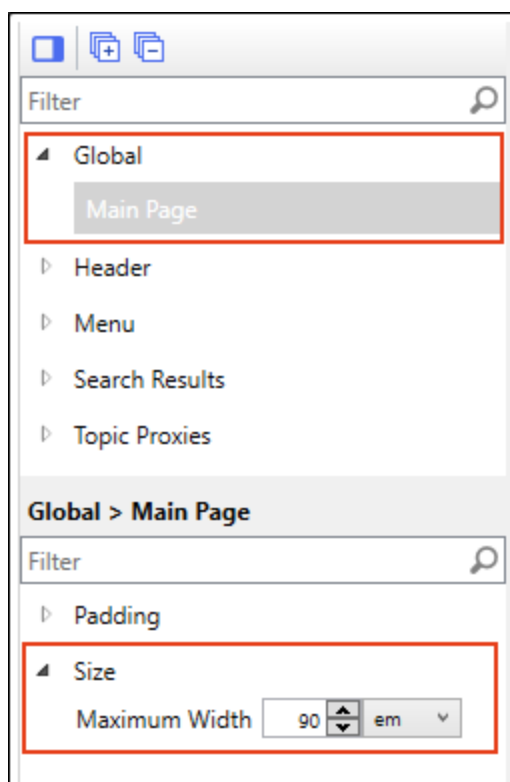 Filter
Global
Main Page
Header
Menu
Search Results
Topic Proxies
Global > Main Page
Filter
Padding
Size
Maximum Width 90 em